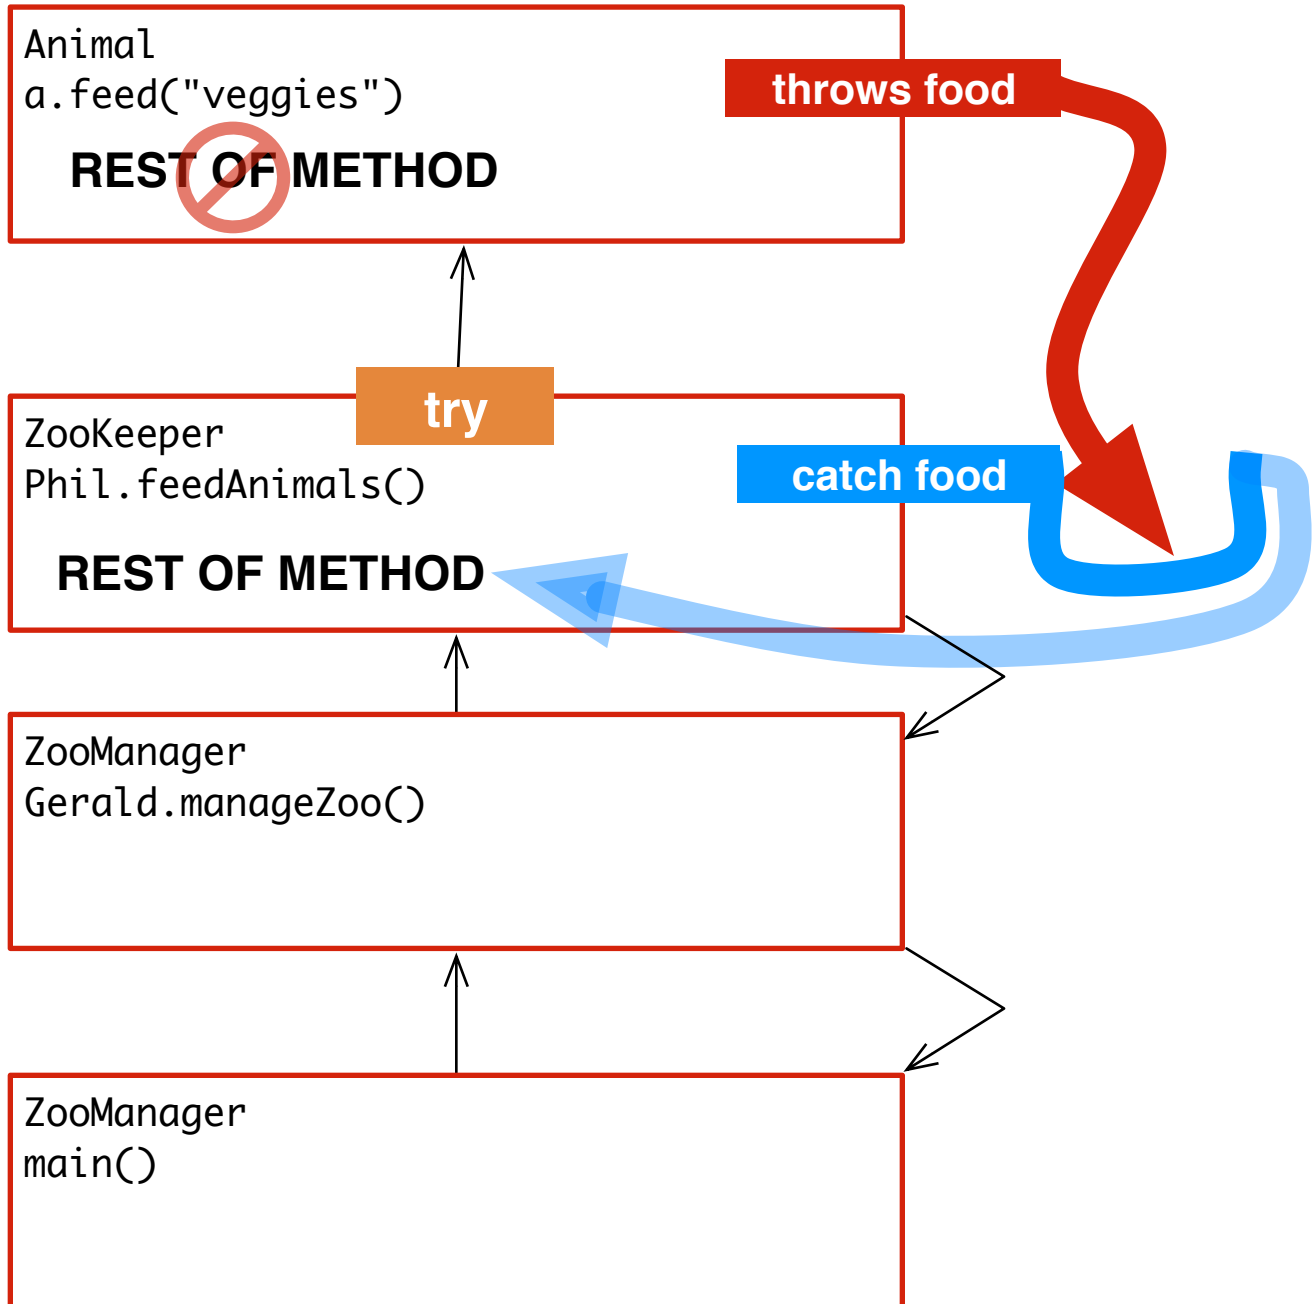 Animal
a.feed("veggies")
throws food
REST OF METHOD
try
ZooKeeper
Phil.feedAnimals()
catch food
REST OF METHOD
ZooManager
Gerald.manageZoo()
ZooManager
main()